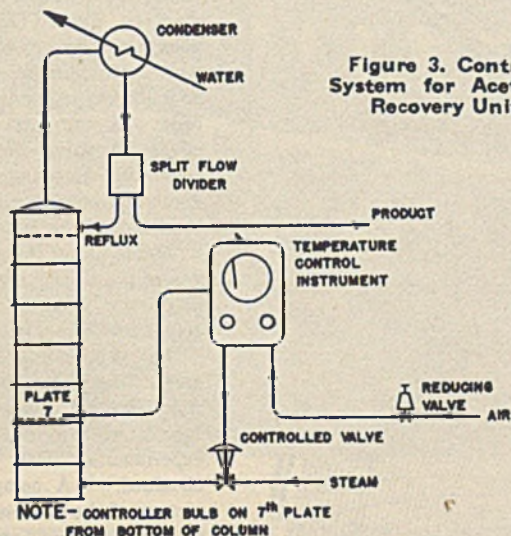 CONDENSER
WATER
Figure 3. Cont
System for Ace
Recovery Uni
SPLIT FLOW
DIVIDER
PRODUCT
REFLUX
TEMPERATURE
CONTROL
INSTRUMENT
PLATE
7
REDUCING
VALVE
AIR
CONTROLLED VALVE
STEAM
NOTE- CONTROLLER BULB ON 7th PLATE
FROM BOTTOM OF COLUMN